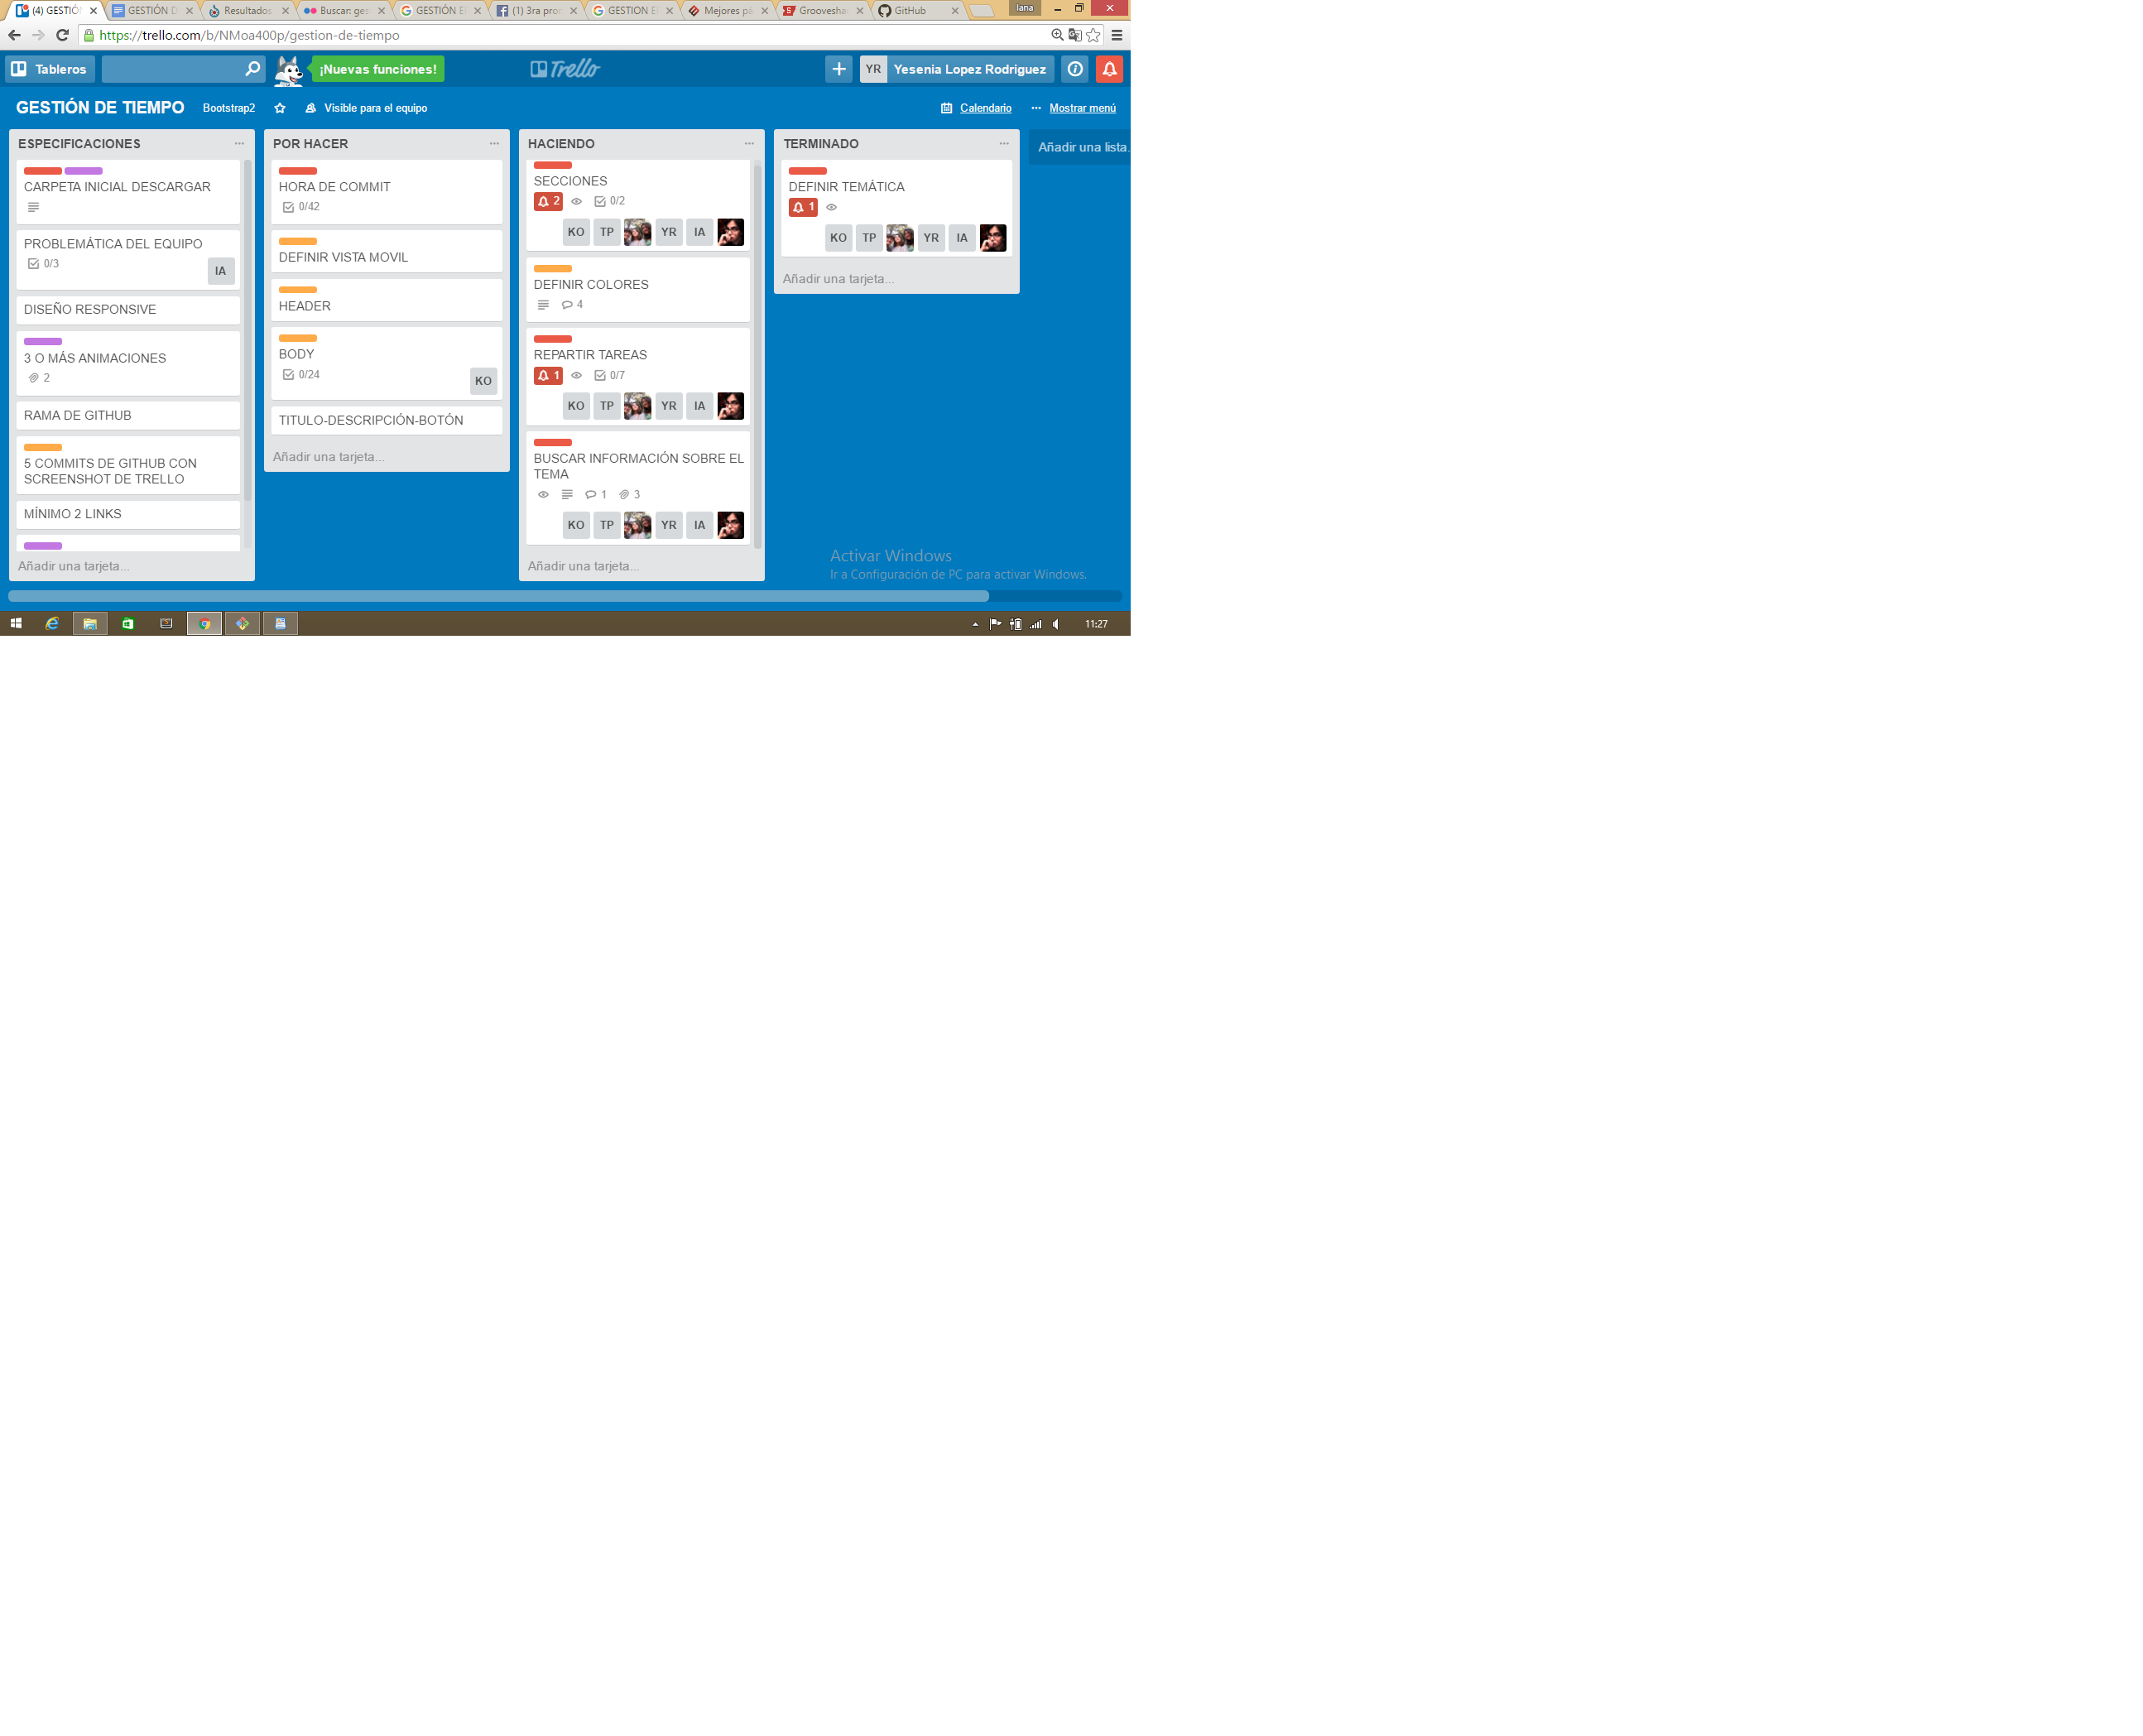 (4) GESTIÓN
GESTIÓN D
Resultados
Buscar: ges
GESTIÓN E
(1) 3ra pro
GESTION E
Mejores pá
Groovesha
GitHub
Iana
https://trello.com/b/NMoa400p/gestion-de-tiempo
Tableros
¡Nuevas funciones!
Trello
YR Yesenia Lopez Rodriguez
GESTIÓN DE TIEMPO
Bootstrap2
Visible para el equipo
Calendario
Mostrar menú
ESPECIFICACIONES
CARPETA INICIAL DESCARGAR
PROBLEMÁTICA DEL EQUIPO
0/3
IA
DISEÑO RESPONSIVE
3 O MÁS ANIMACIONES
2
RAMA DE GITHUB
5 COMMITS DE GITHUB CON
SCREENSHOT DE TRELLO
MÍNIMO 2 LINKS
Añadir una tarjeta...
POR HACER
HORA DE COMMIT
0/42
DEFINIR VISTA MOVIL
HEADER
BODY
0/24
KO
TITULO-DESCRIPCIÓN-BOTÓN
Añadir una tarjeta...
HACIENDO
SECCIONES
2 0/2
KO TP YR IA
DEFINIR COLORES
4
REPARTIR TAREAS
1 0/7
KO TP YR IA
BUSCAR INFORMACIÓN SOBRE EL
TEMA
1 3
KO TP YR IA
Añadir una tarjeta...
TERMINADO
DEFINIR TEMÁTICA
1
KO TP YR IA
Añadir una tarjeta...
Añadir una lista.
Activar Windows
Ir a Configuración de PC para activar Windows.
11:27